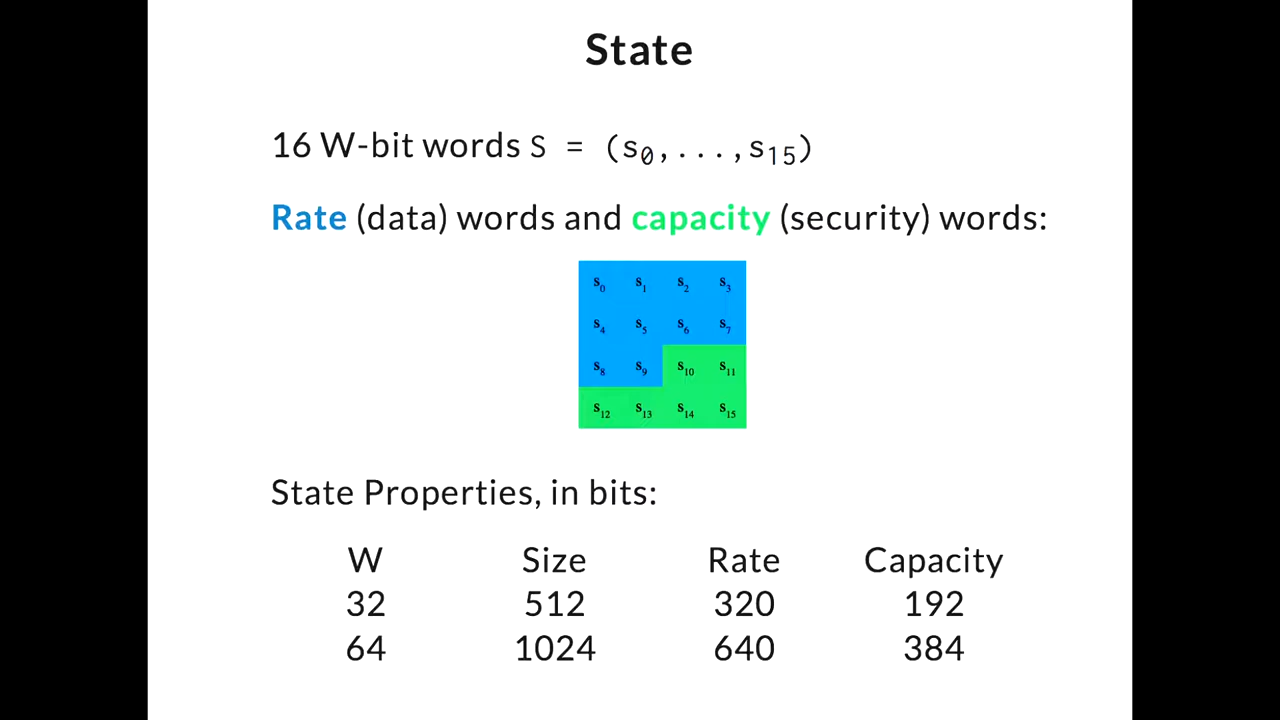 State
16 W-bit words S = (s₀,...,s₁₅)
Rate (data) words and capacity (security) words:
s₀ s₁ s₂ s₃
s₄ s₅ s₆ s₇
s₈ s₉ s₁₀ s₁₁
s₁₂ s₁₃ s₁₄ s₁₅
State Properties, in bits:
W Size Rate Capacity
32 512 320 192
64 1024 640 384